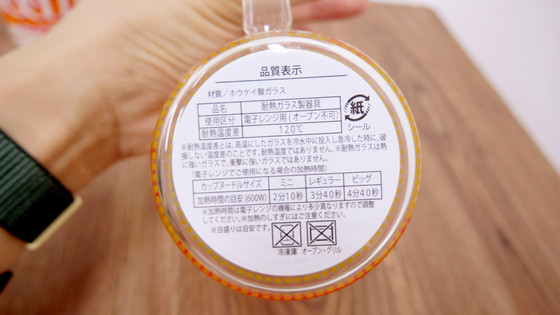 品質表示
材質／ホウケイ酸ガラス
品名 耐熱ガラス製器具
使用区分 電子レンジ用(オーブン不可)
耐熱温度差 120℃
紙
シール
※耐熱温度差とは、高温にしたガラスを冷水中に投入し急冷した時に、破
損しない温度差のことです。耐熱温度ではありません。※耐熱ガラスは熱
に強いガラスで、衝撃に強いガラスではありません。
(電子レンジでご使用になる場合の加熱時間)
カップヌードルサイズ ミニ レギュラー ビッグ
加熱時間の目安(600W) 2分10秒 3分40秒 4分40秒
※加熱時間は電子レンジの機種により多少異なりますので調整
してください。※加熱のしすぎにはご注意ください。
※目盛りは目安です。
冷凍庫 オーブン・グリル